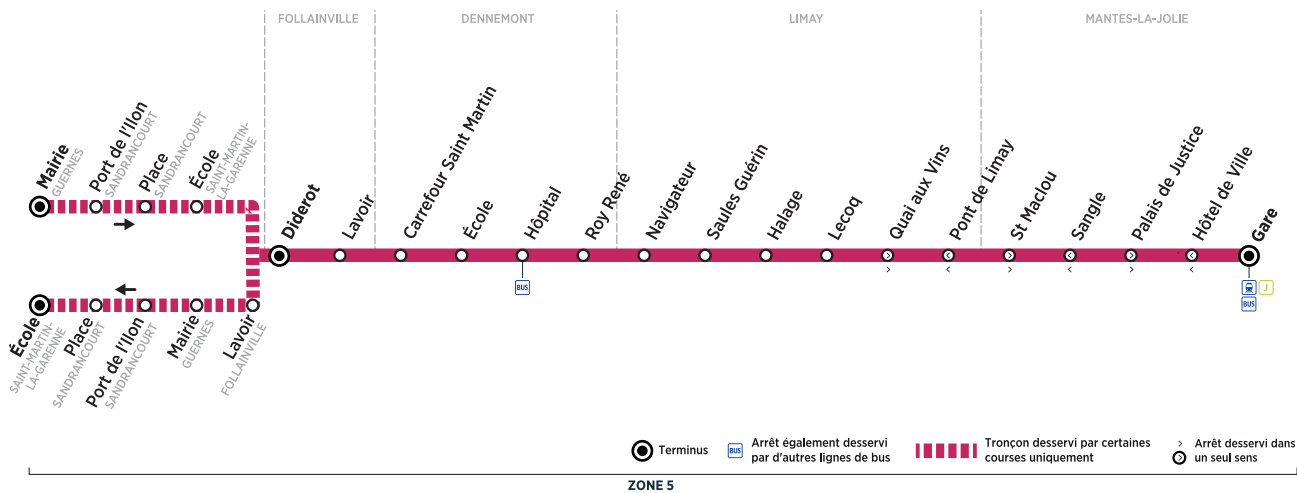 FOLLAINVILLE
DENNEMONT
LIMAY
MANTES-LA-JOLIE
Mairie
GUERNES
Port de l'Ilon
SANDRANCOURT
Place
SANDRANCOURT
École
SAINT-MARTIN-
LA-GARENNE
Diderot
Lavoir
Carrefour Saint Martin
École
Hôpital
Roy René
Navigateur
Saules Guérin
Halage
Lecoq
Quai aux Vins
Pont de Limay
St Maclou
Sangle
Palais de Justice
Hôtel de Ville
Gare
BUS
J
BUS
École
SAINT-MARTIN-
LA-GARENNE
Place
SANDRANCOURT
Port de l'Ilon
SANDRANCOURT
Mairie
GUERNES
Lavoir
FOLLAINVILLE
Terminus
BUS
Arrêt également desservi
par d'autres lignes de bus
Tronçon desservi par certaines
courses uniquement
Arrêt desservi dans
un seul sens
ZONE 5